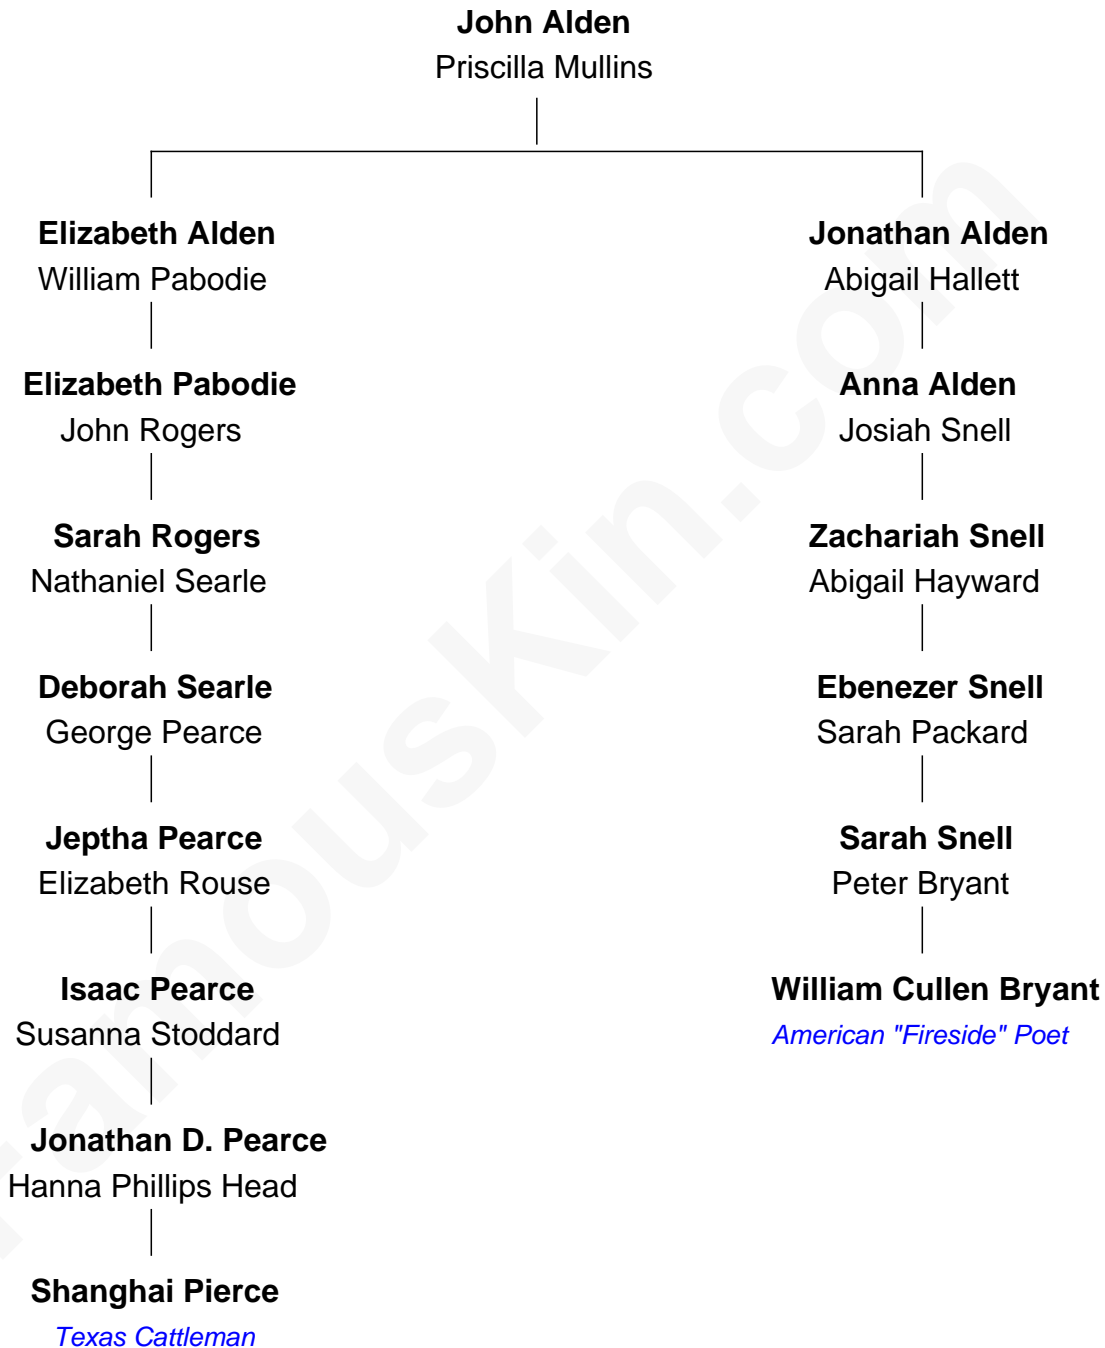 John Alden
Priscilla Mullins
Elizabeth Alden
William Pabodie
Elizabeth Pabodie
John Rogers
Sarah Rogers
Nathaniel Searle
Deborah Searle
George Pearce
Jeptha Pearce
Elizabeth Rouse
Isaac Pearce
Susanna Stoddard
Jonathan D. Pearce
Hanna Phillips Head
Shanghai Pierce
Texas Cattleman
Jonathan Alden
Abigail Hallett
Anna Alden
Josiah Snell
Zachariah Snell
Abigail Hayward
Ebenezer Snell
Sarah Packard
Sarah Snell
Peter Bryant
William Cullen Bryant
American "Fireside" Poet
FamousKin.com